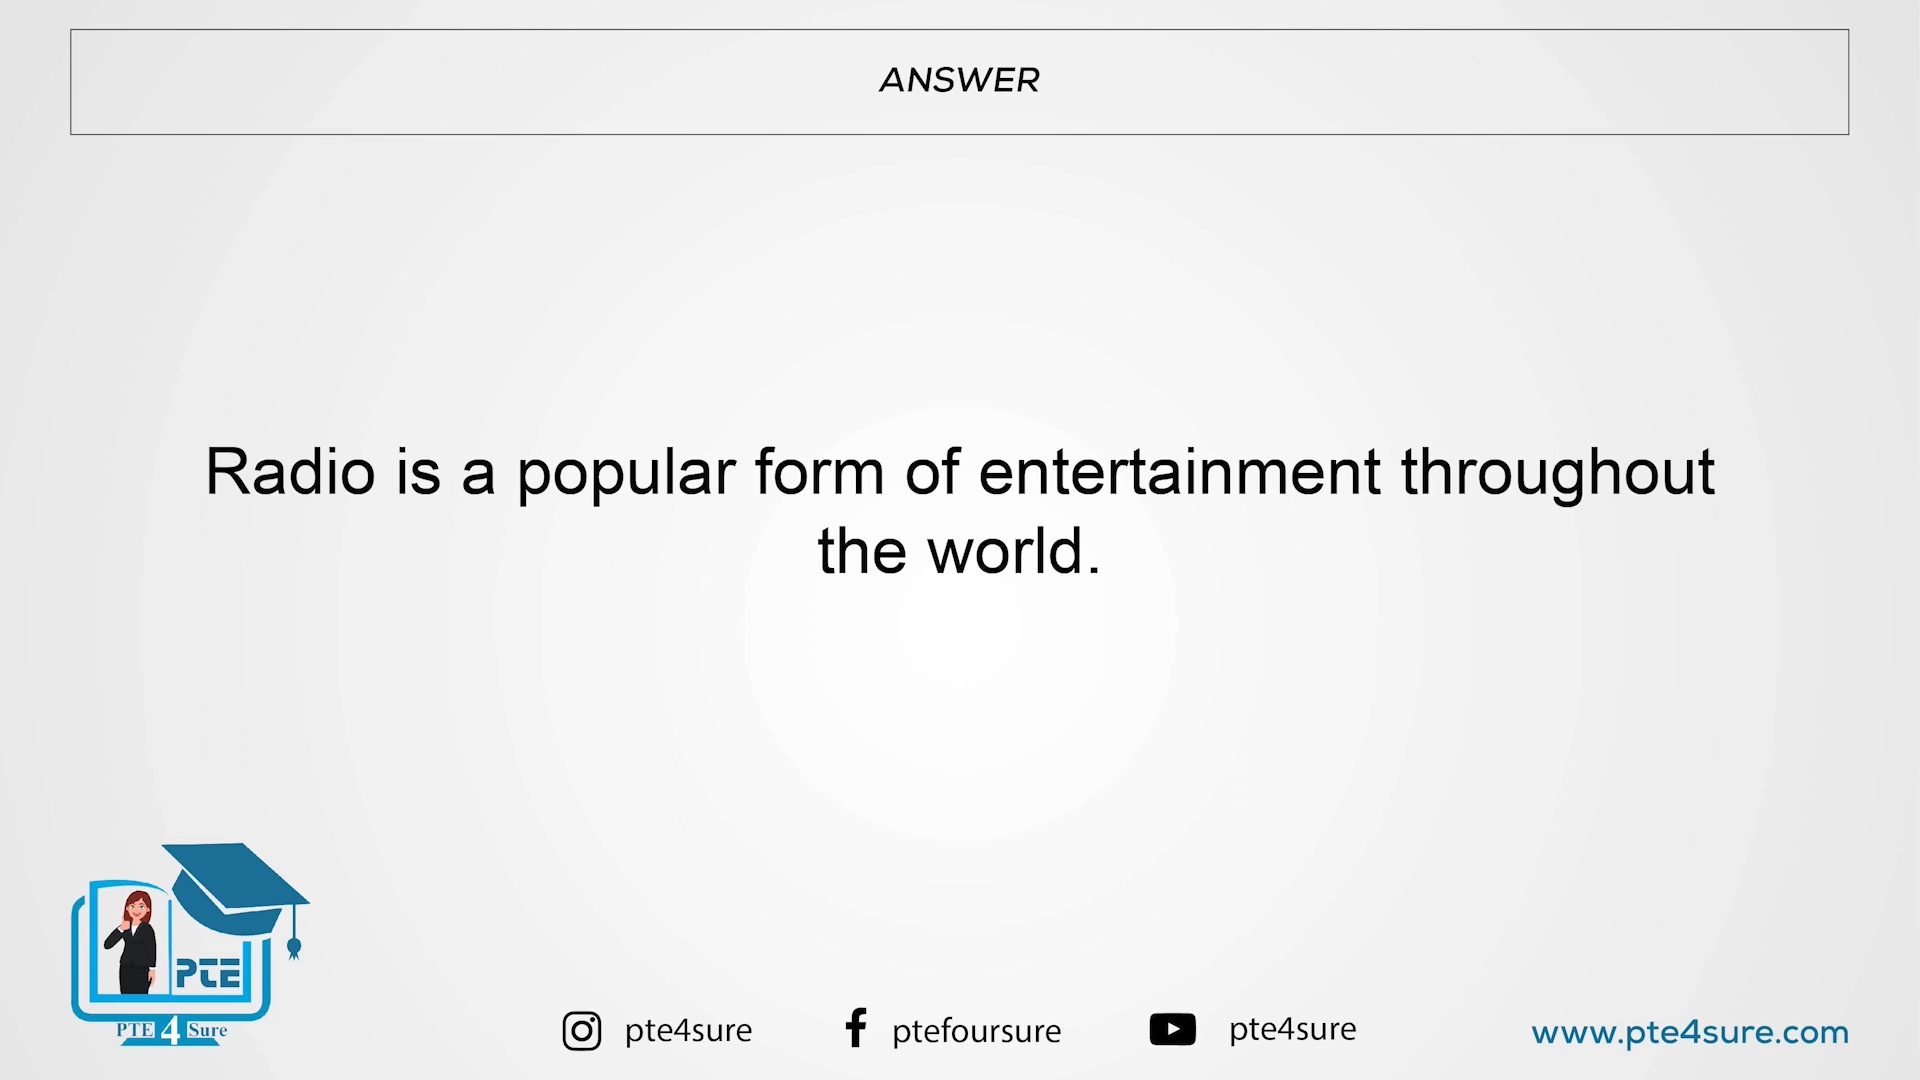 ANSWER
Radio is a popular form of entertainment throughout
the world.
PTE
PTE 4 Sure
pte4sure
ptefoursure
pte4sure
www.pte4sure.com